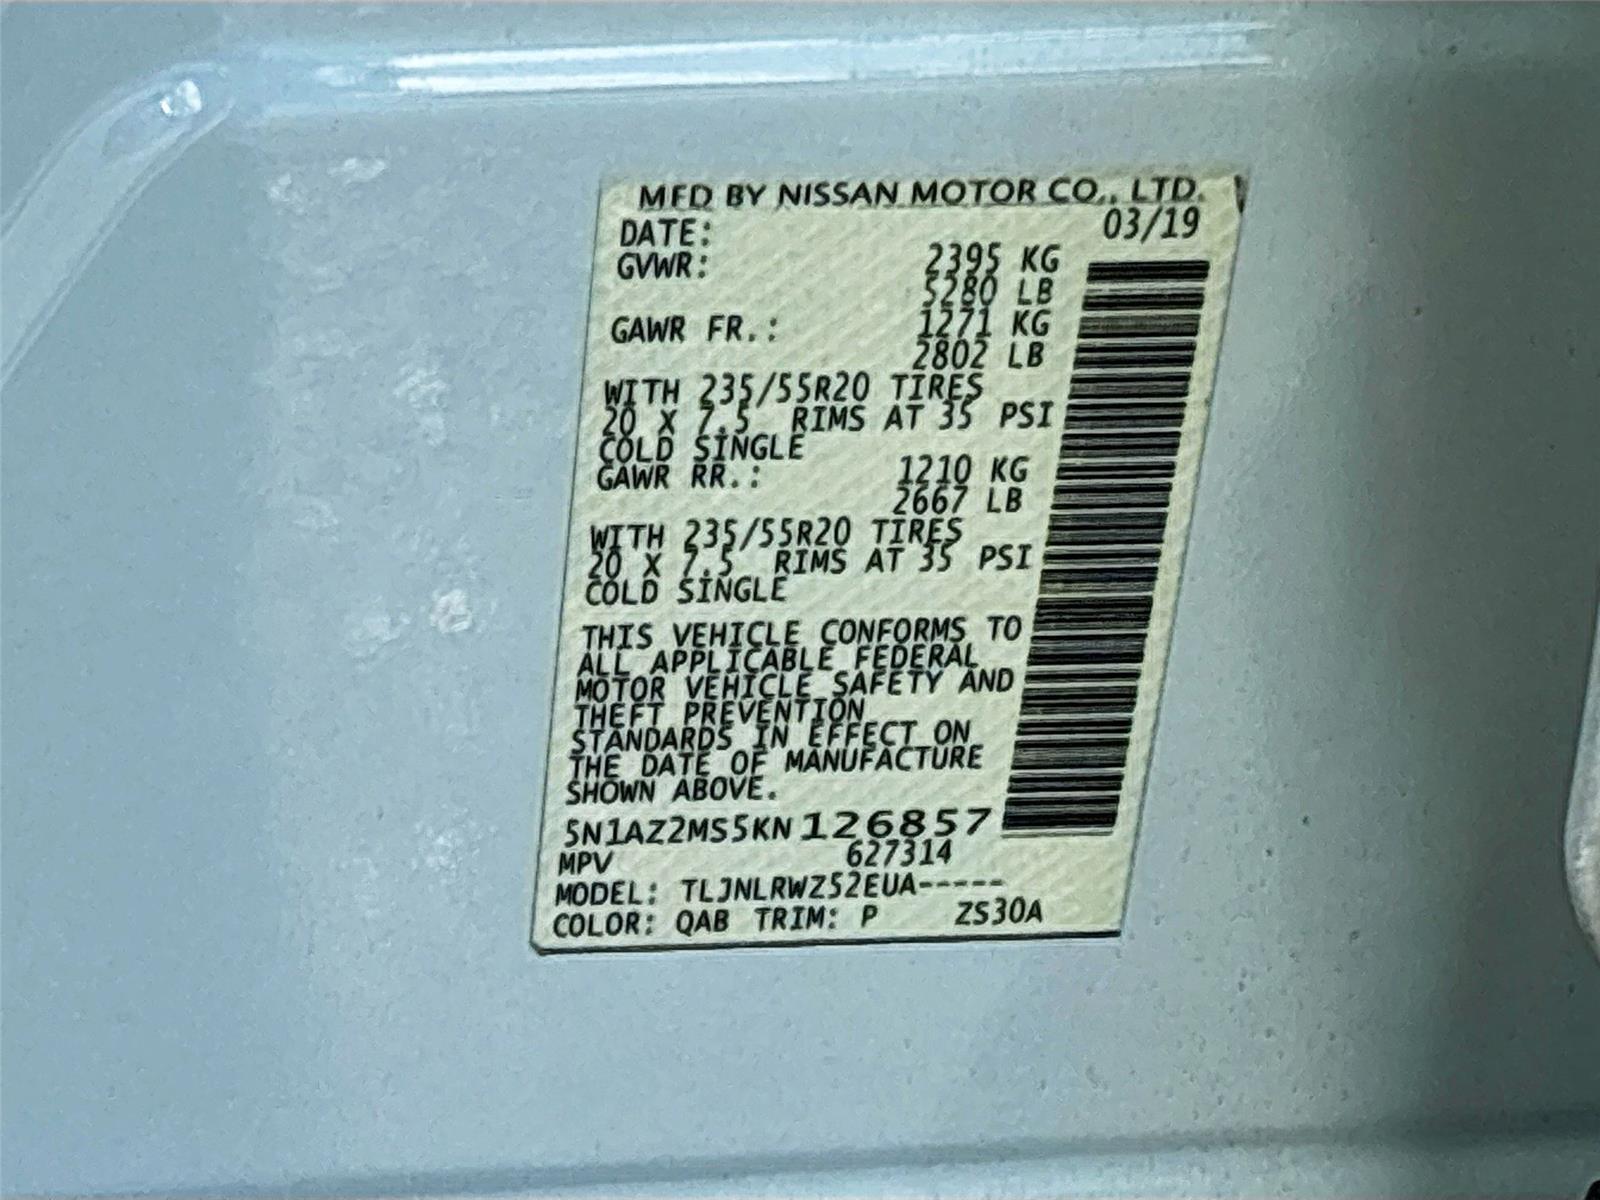 MFD BY NISSAN MOTOR CO., LTD.
DATE: 03/19
GVWR: 2395 KG
5280 LB
GAWR FR.: 1271 KG
2802 LB
WITH 235/55R20 TIRES
20 X 7.5 RIMS AT 35 PSI
COLD SINGLE
GAWR RR.: 1210 KG
2667 LB
WITH 235/55R20 TIRES
20 X 7.5 RIMS AT 35 PSI
COLD SINGLE
THIS VEHICLE CONFORMS TO
ALL APPLICABLE FEDERAL
MOTOR VEHICLE SAFETY AND
THEFT PREVENTION
STANDARDS IN EFFECT ON
THE DATE OF MANUFACTURE
SHOWN ABOVE.
5N1AZ2MS5KN126857
MPV 627314
MODEL: TLJNLRWZ52EUA-----
COLOR: QAB TRIM: P ZS30A